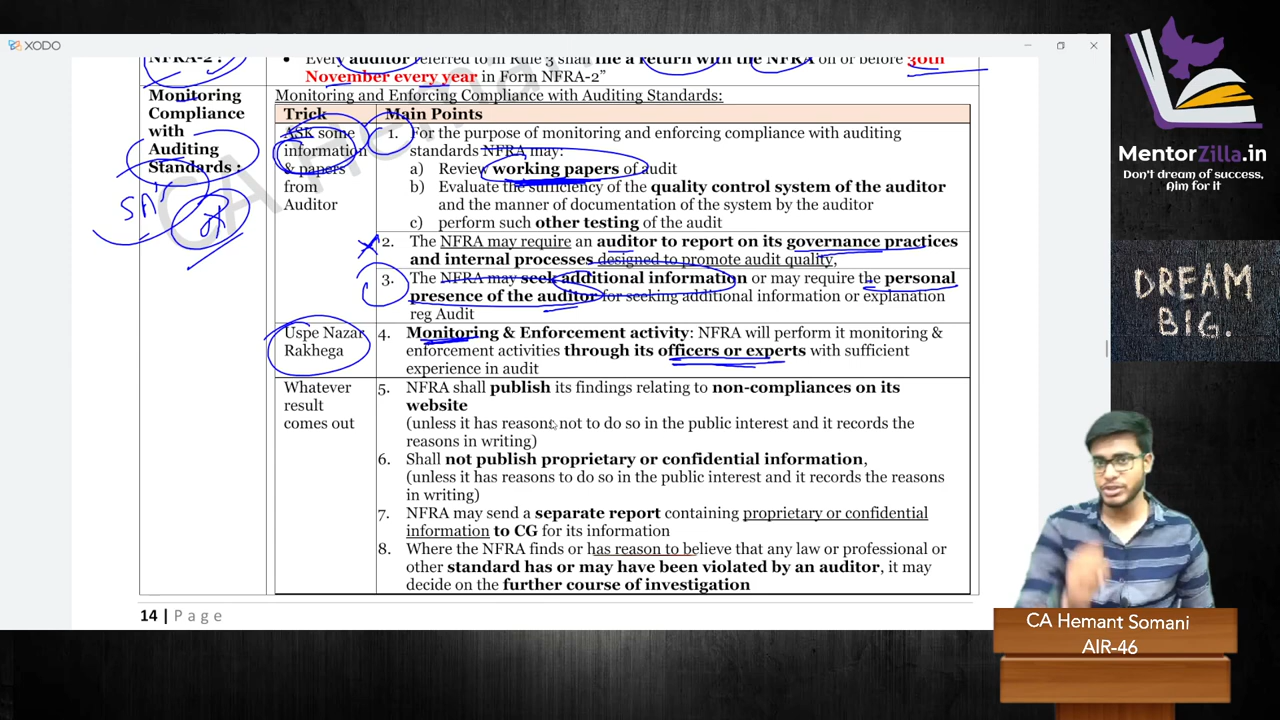 XODO
NFRA-2 :
• Every auditor referred to in Rule 3 shall file a return with the NFRA on or before 30th
November every year in Form NFRA-2”
Monitoring
Compliance
with
Auditing
Standards :
SA's
Monitoring and Enforcing Compliance with Auditing Standards:
Trick Main Points
ASK some
information
& papers
from
Auditor
1. For the purpose of monitoring and enforcing compliance with auditing
standards NFRA may:
a) Review working papers of audit
b) Evaluate the sufficiency of the quality control system of the auditor
and the manner of documentation of the system by the auditor
c) perform such other testing of the audit
2. The NFRA may require an auditor to report on its governance practices
and internal processes designed to promote audit quality,
3. The NFRA may seek additional information or may require the personal
presence of the auditor for seeking additional information or explanation
reg Audit
Uspe Nazar
Rakhega
4. Monitoring & Enforcement activity: NFRA will perform it monitoring &
enforcement activities through its officers or experts with sufficient
experience in audit
Whatever
result
comes out
5. NFRA shall publish its findings relating to non-compliances on its
website
(unless it has reasons not to do so in the public interest and it records the
reasons in writing)
6. Shall not publish proprietary or confidential information,
(unless it has reasons to do so in the public interest and it records the reasons
in writing)
7. NFRA may send a separate report containing proprietary or confidential
information to CG for its information
8. Where the NFRA finds or has reason to believe that any law or professional or
other standard has or may have been violated by an auditor, it may
decide on the further course of investigation
14 | Page
MentorZilla.in
Don't dream of success,
Aim for it
DREAM
BIG.
CA Hemant Somani
AIR-46